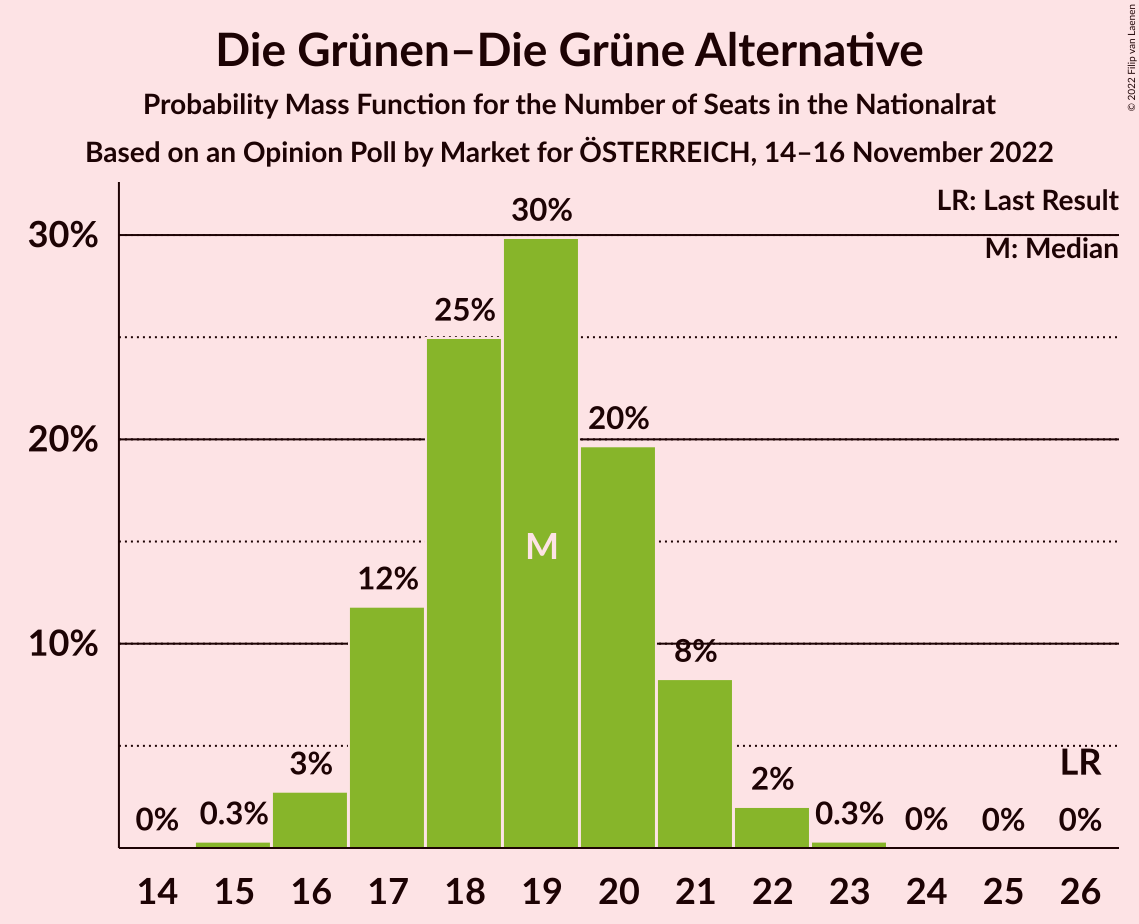 Die Grünen–Die Grüne Alternative
Probability Mass Function for the Number of Seats in the Nationalrat
Based on an Opinion Poll by Market for ÖSTERREICH, 14–16 November 2022
© 2022 Filip van Laenen
LR: Last Result
M: Median
30%
20%
10%
0%
0.3%
3%
12%
25%
30%
20%
8%
2%
0.3%
0%
0%
0%
M
LR
14 15 16 17 18 19 20 21 22 23 24 25 26